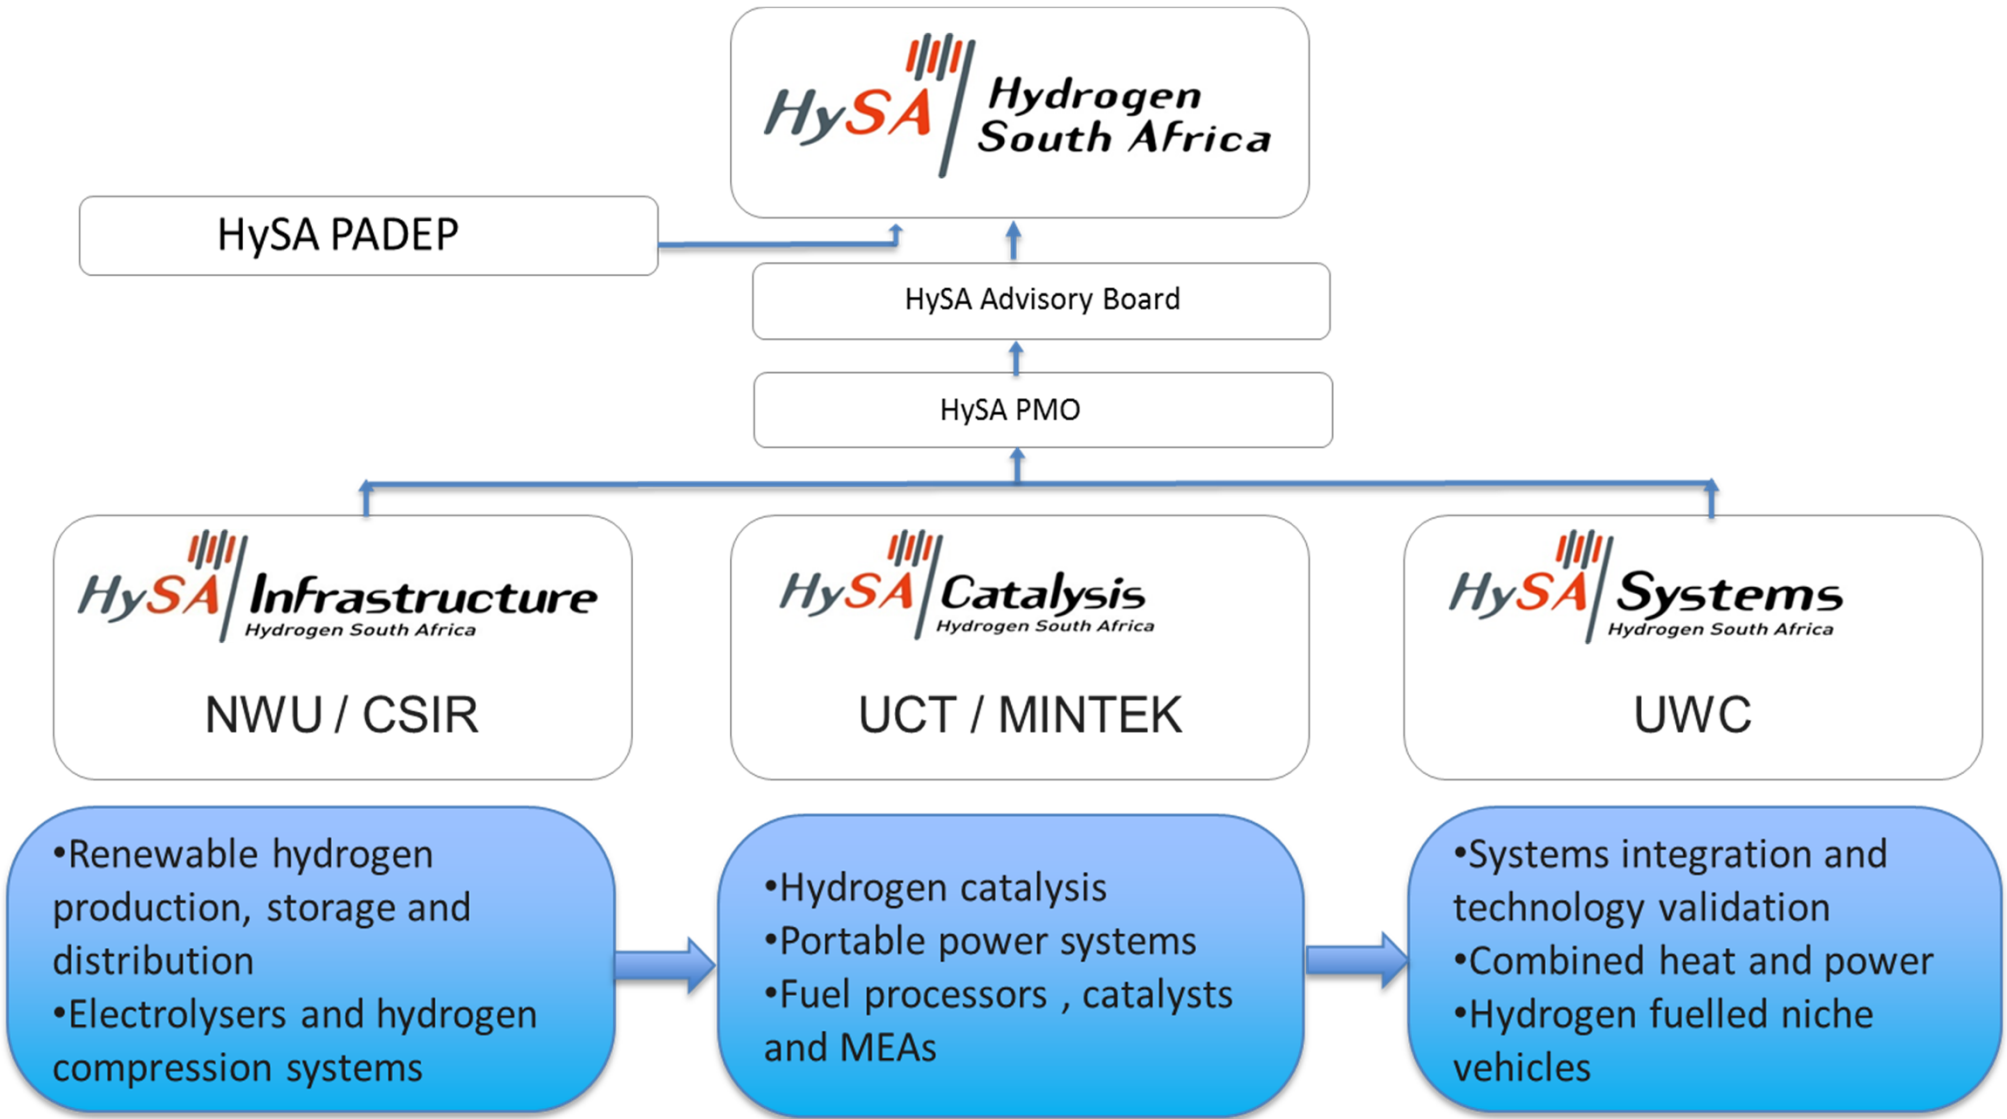 HySA Hydrogen
South Africa
HySA PADEP
HySA Advisory Board
HySA PMO
HySA Infrastructure
Hydrogen South Africa
NWU / CSIR
HySA Catalysis
Hydrogen South Africa
UCT / MINTEK
HySA Systems
Hydrogen South Africa
UWC
•Renewable hydrogen
production, storage and
distribution
•Electrolysers and hydrogen
compression systems
•Hydrogen catalysis
•Portable power systems
•Fuel processors , catalysts
and MEAs
•Systems integration and
technology validation
•Combined heat and power
•Hydrogen fuelled niche
vehicles